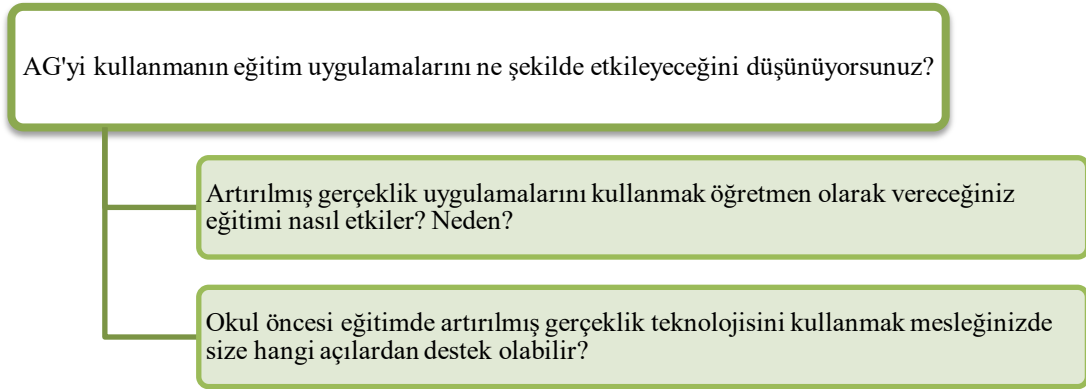 AG'yi kullanmanın eğitim uygulamalarını ne şekilde etkileyeceğini düşünüyorsunuz?
Artırılmış gerçeklik uygulamalarını kullanmak öğretmen olarak vereceğiniz
eğitimi nasıl etkiler? Neden?
Okul öncesi eğitimde artırılmış gerçeklik teknolojisini kullanmak mesleğinizde
size hangi açılardan destek olabilir?